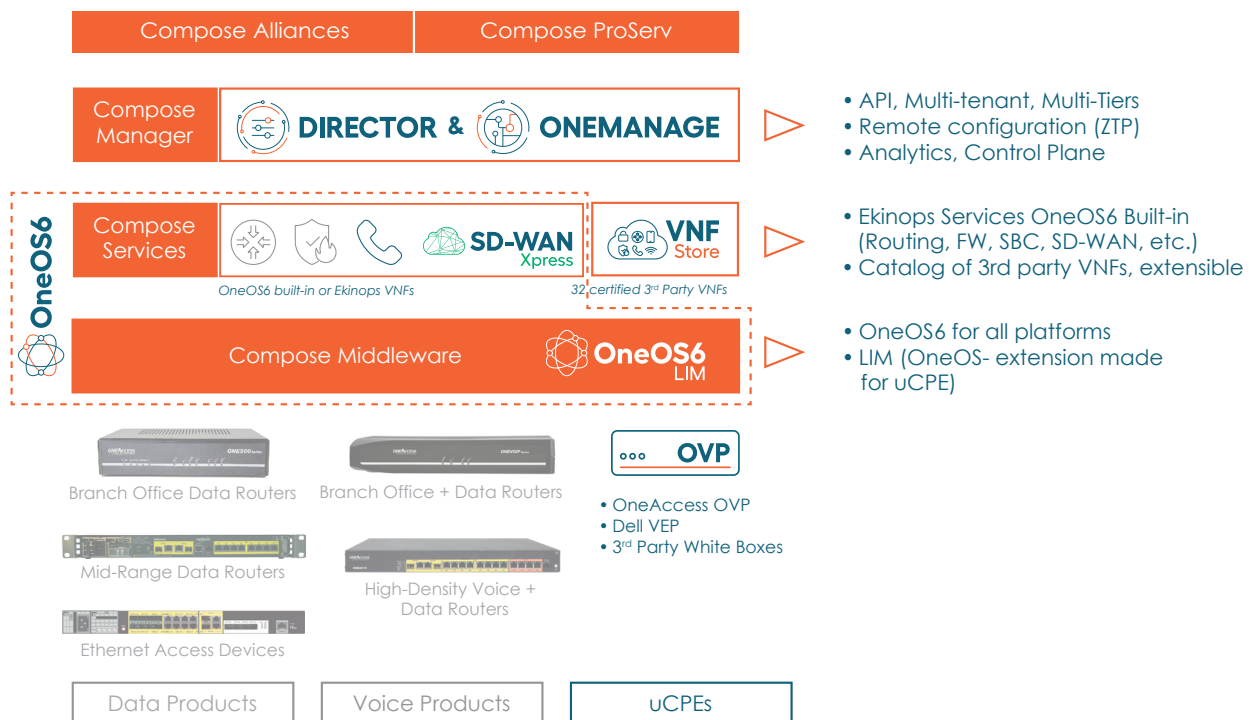 Compose Alliances
Compose ProServ
Compose
Manager
DIRECTOR & ONEMANAGE
• API, Multi-tenant, Multi-Tiers
• Remote configuration (ZTP)
• Analytics, Control Plane
OneOS6
Compose
Services
SD-WAN
Xpress
VNF
Store
OneOS6 built-in or Ekinops VNFs
32 certified 3rd Party VNFs
• Ekinops Services OneOS6 Built-in
(Routing, FW, SBC, SD-WAN, etc.)
• Catalog of 3rd party VNFs, extensible
Compose Middleware
OneOS6
LIM
• OneOS6 for all platforms
• LIM (OneOS- extension made
for uCPE)
oneAccess
ONE500 Series
Branch Office Data Routers
oneAccess
Branch Office + Data Routers
OVP
• OneAccess OVP
• Dell VEP
• 3rd Party White Boxes
Mid-Range Data Routers
High-Density Voice +
Data Routers
Ethernet Access Devices
Data Products
Voice Products
uCPEs